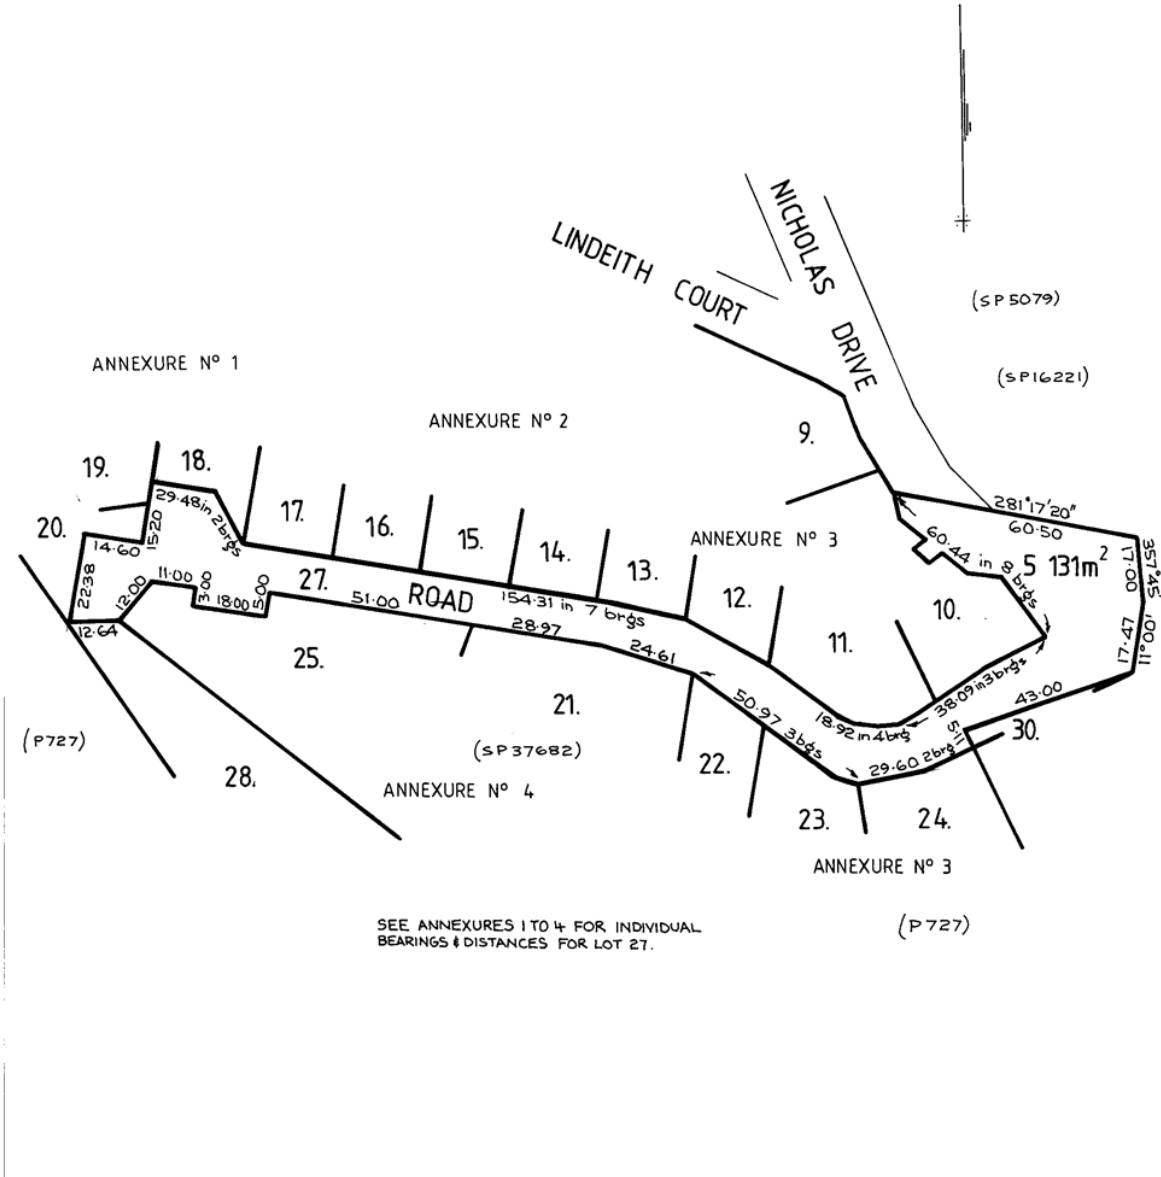 NICHOLAS DRIVE
LINDEITH COURT
(SP5079)
(SP16221)
ANNEXURE Nº 1
ANNEXURE Nº 2
9.
19.
18.
29.48 in 2 brgs
17.
16.
15.
14.
13.
12.
ANNEXURE Nº 3
281°17'20"
60.50
60.44 in 8 brgs
5 131m²
17.00
357°45'
17.47
'00°11
20.
14.60
15.20
22.38
12.00
11.00
3.00
18.00
5.00
12.64
27.
51.00
ROAD
154.31 in 7 brgs
28.97
24.61
10.
11.
38.09 in 3 brgs
18.92 in 4 brg
43.00
5.11
30.
50.97 3 bgs
29.60 2 brg
25.
21.
(SP37682)
22.
23.
24.
(P727)
28.
ANNEXURE Nº 4
ANNEXURE Nº 3
SEE ANNEXURES 1 TO 4 FOR INDIVIDUAL
BEARINGS & DISTANCES FOR LOT 27.
(P727)